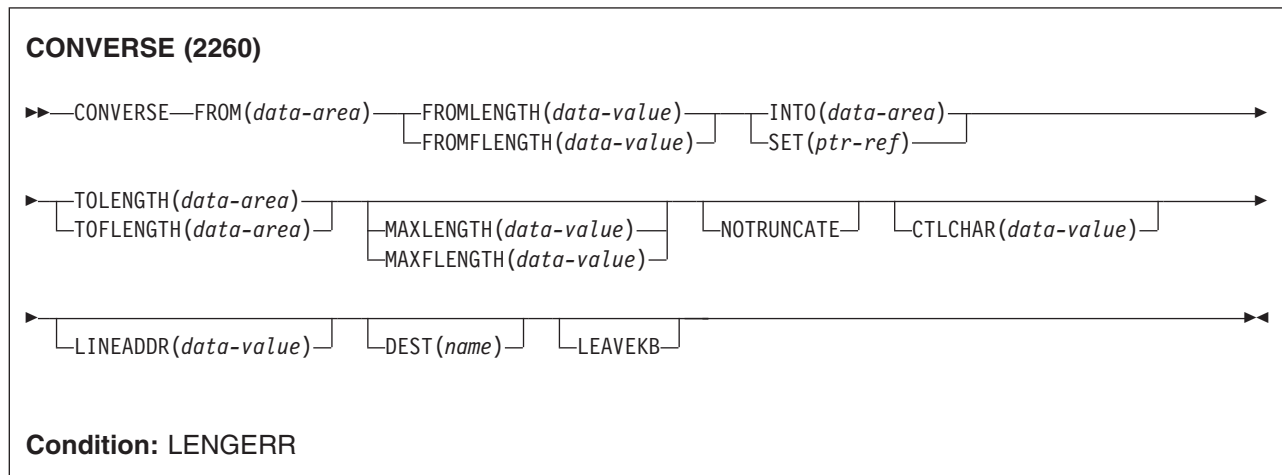 CONVERSE (2260)
CONVERSE FROM(data-area) FROMLENGTH(data-value) INTO(data-area)
FROMFLENGTH(data-value) SET(ptr-ref)
TOLENGTH(data-area)
TOFLENGTH(data-area) MAXLENGTH(data-value) NOTRUNCATE CTLCHAR(data-value)
MAXFLENGTH(data-value)
LINEADDR(data-value) DEST(name) LEAVEKB
Condition: LENGERR